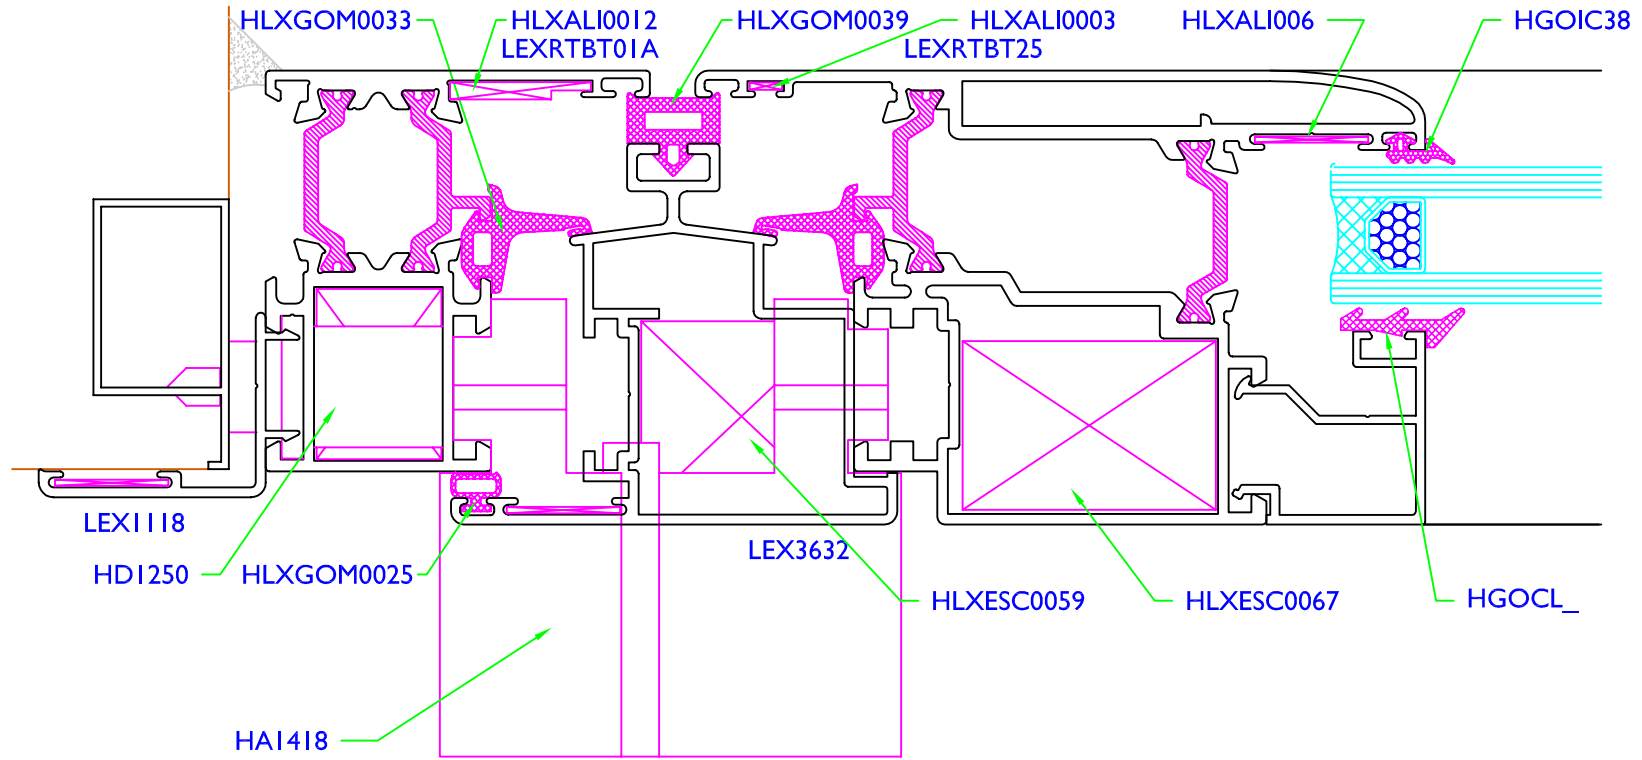 HLXGOM0033
HLXALI0012
LEXRTBT01A
HLXGOM0039
HLXALI0003
LEXRTBT25
HLXALI006
HGOIC38
LEX1118
HD1250
HLXGOM0025
LEX3632
HLXESC0059
HLXESC0067
HGOCL_
HA1418